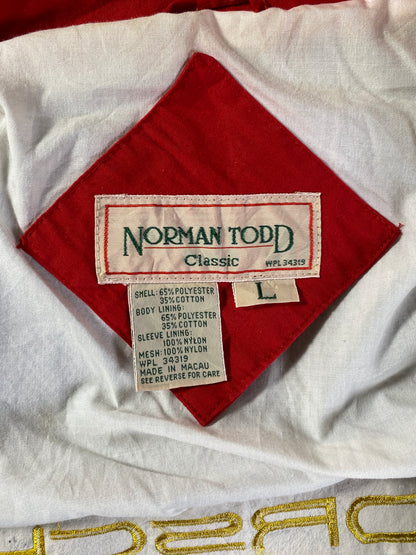 NORMAN TODD
Classic
WPL 34319
L
SHELL: 65% POLYESTER
35% COTTON
BODY LINING:
65% POLYESTER
35% COTTON
SLEEVE LINING:
100% NYLON
MESH: 100% NYLON
WPL 34319
MADE IN MACAU
SEE REVERSE FOR CARE